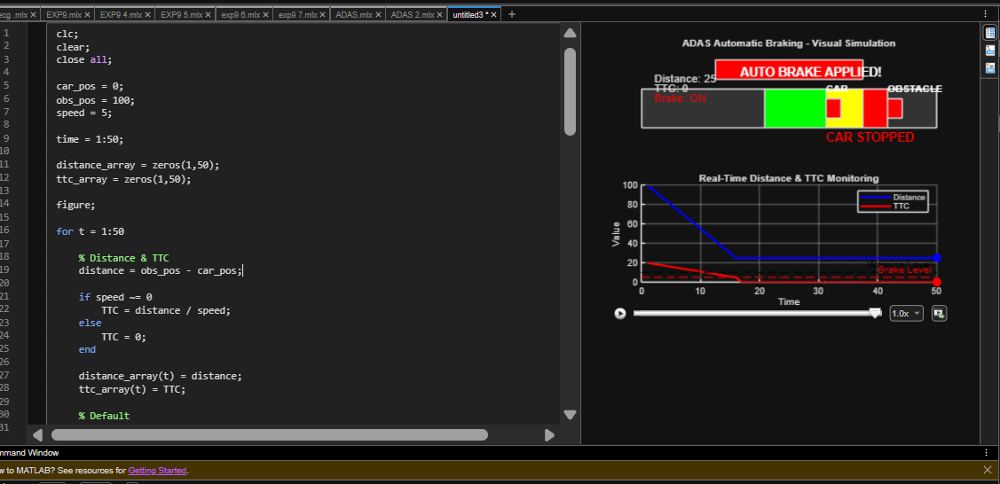 ecg .mlx × EXP9.mlx × EXP9 4.mlx × EXP9 5.mlx × exp9 6.mlx × exp9 7.mlx × ADAS.mlx × ADAS 2.mlx × untitled3 * × +
1 clc;
2 clear;
3 close all;
4
5 car_pos = 0;
6 obs_pos = 100;
7 speed = 5;
8
9 time = 1:50;
10
11 distance_array = zeros(1,50);
12 ttc_array = zeros(1,50);
13
14 figure;
15
16 for t = 1:50
17
18 % Distance & TTC
19 distance = obs_pos - car_pos;
20
21 if speed ~= 0
22 TTC = distance / speed;
23 else
24 TTC = 0;
25 end
26
27 distance_array(t) = distance;
28 ttc_array(t) = TTC;
29
30 % Default
31
ADAS Automatic Braking - Visual Simulation
AUTO BRAKE APPLIED!
Distance: 25
TTC: 0
Brake: ON
CAR
OBSTACLE
CAR STOPPED
Real-Time Distance & TTC Monitoring
Distance
TTC
Value
100
80
60
40
20
0
Brake Level
0 10 20 30 40 50
Time
1.0x
mmand Window
w to MATLAB? See resources for Getting Started.